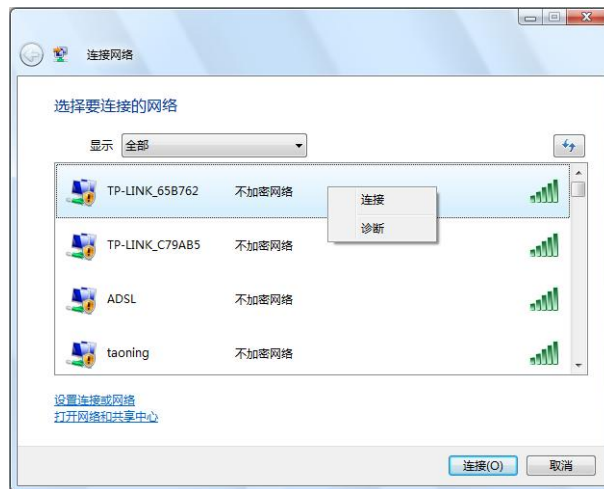 连接网络
选择要连接的网络
显示 全部
TP-LINK_65B762 不加密网络
连接
诊断
TP-LINK_C79AB5 不加密网络
ADSL 不加密网络
taoning 不加密网络
设置连接或网络
打开网络和共享中心
连接(O) 取消